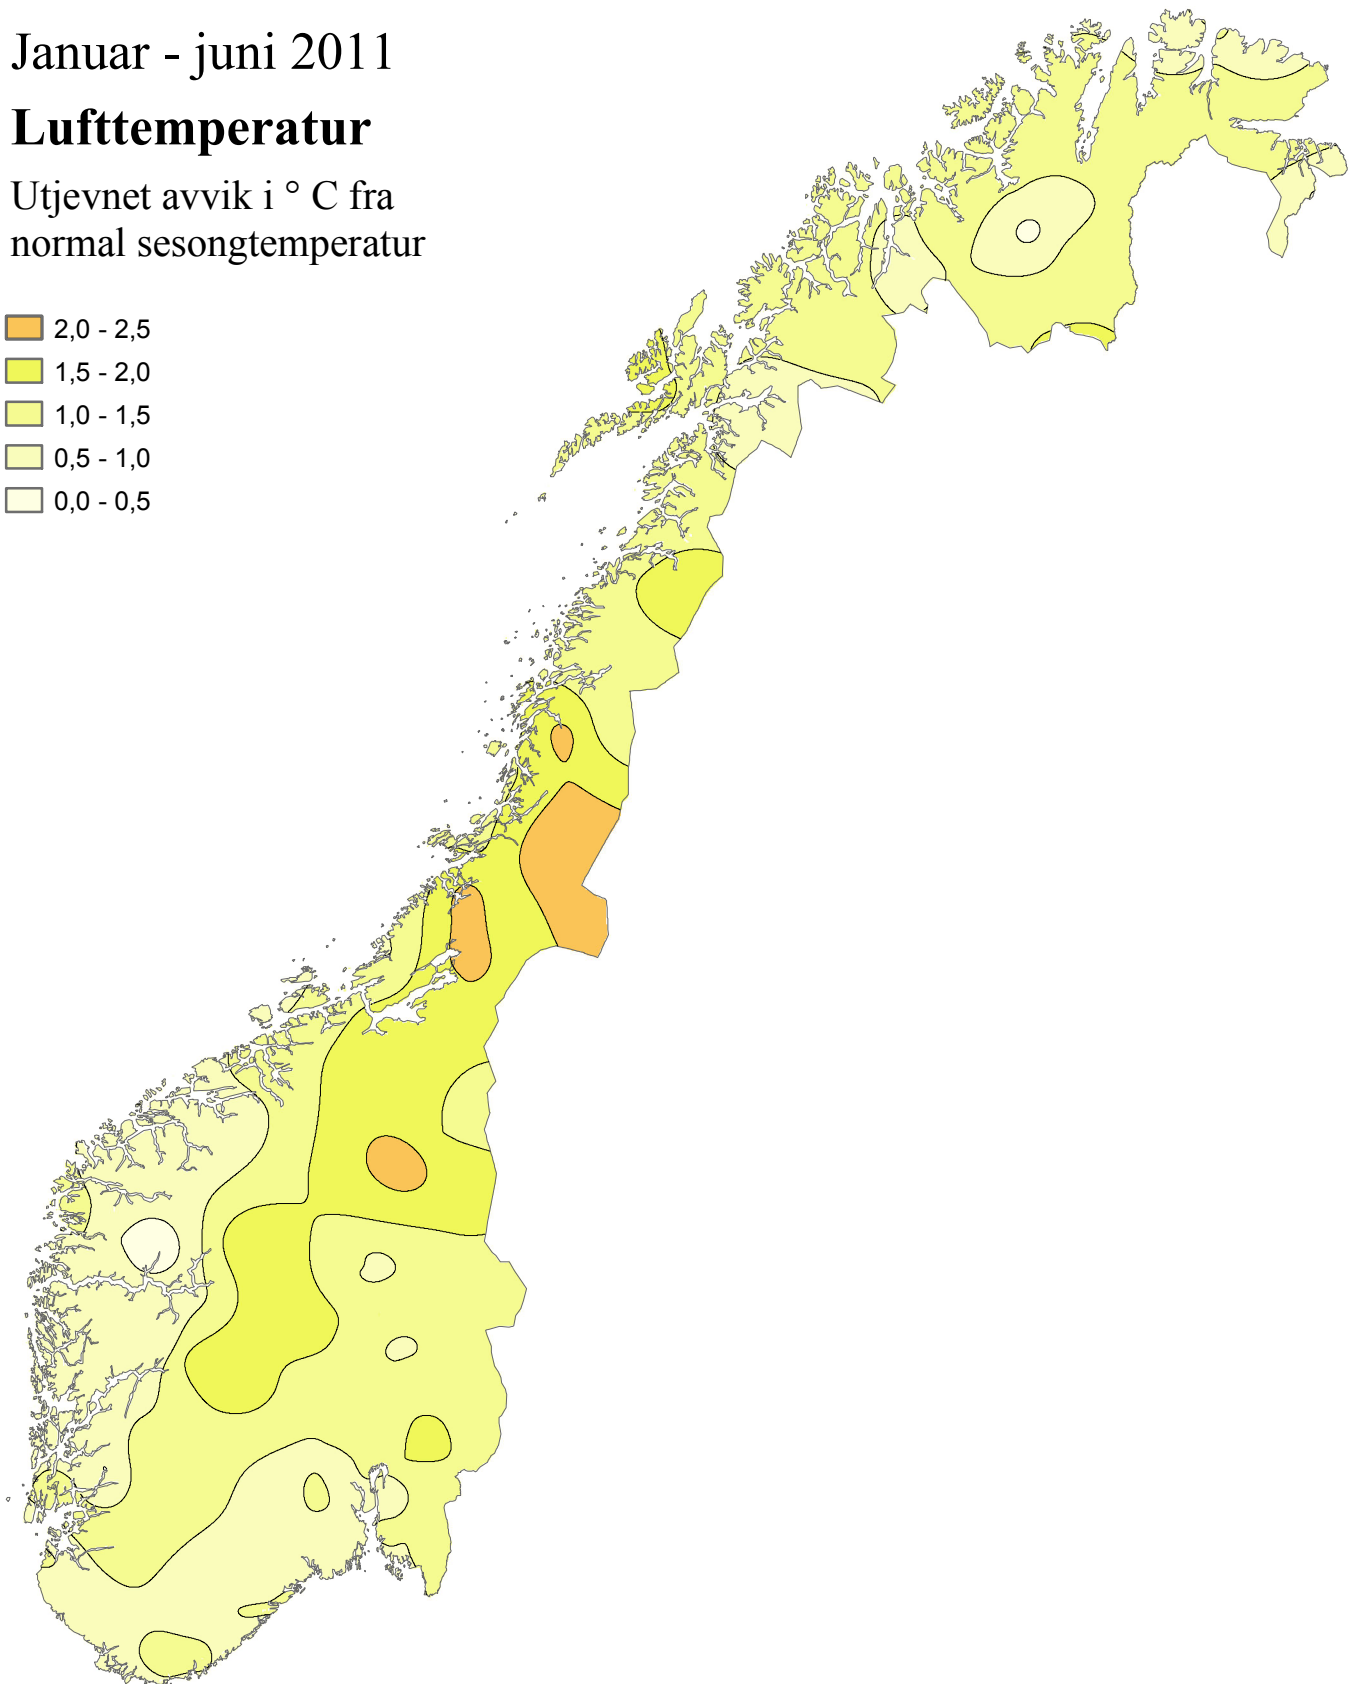 Januar - juni 2011
Lufttemperatur
Utjevnet avvik i ° C fra
normal sesongtemperatur
2,0 - 2,5
1,5 - 2,0
1,0 - 1,5
0,5 - 1,0
0,0 - 0,5